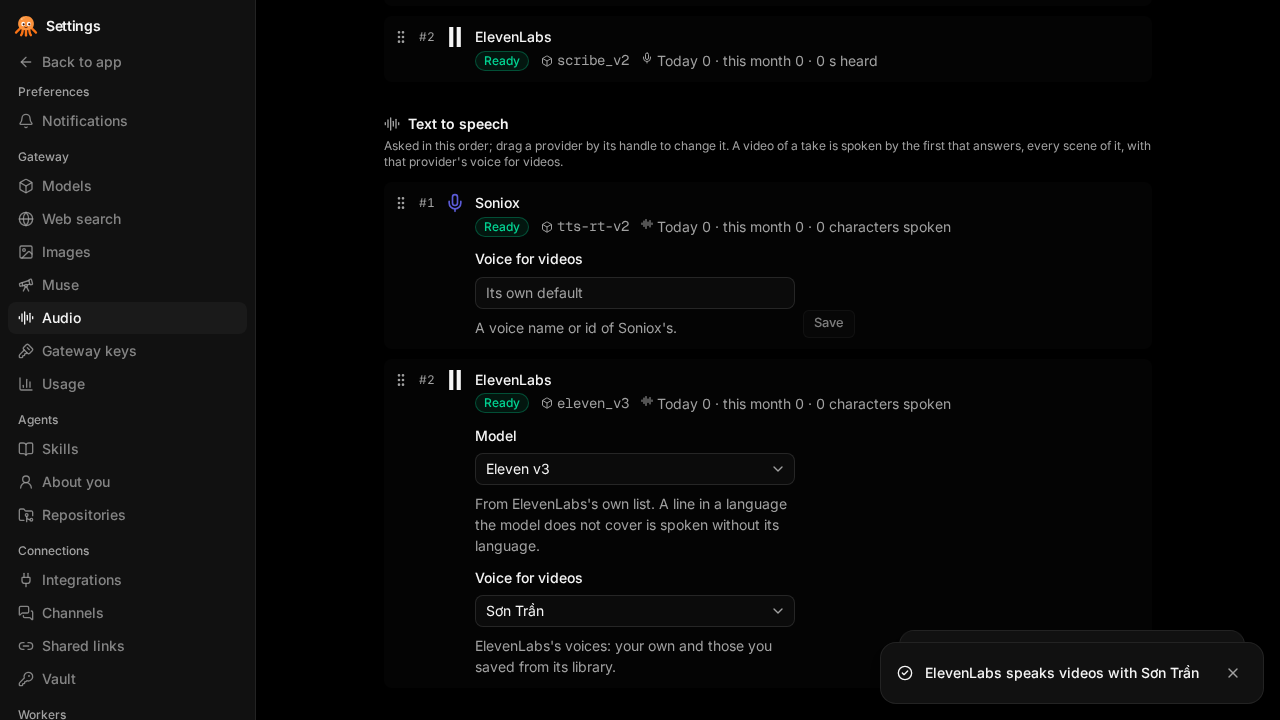 Settings
Back to app
Preferences
Notifications
Gateway
Models
Web search
Images
Muse
Audio
Gateway keys
Usage
Agents
Skills
About you
Repositories
Connections
Integrations
Channels
Shared links
Vault
Workers
#2
ElevenLabs
Ready scribe_v2 Today 0 · this month 0 · 0 s heard
Text to speech
Asked in this order; drag a provider by its handle to change it. A video of a take is spoken by the first that answers, every scene of it, with
that provider's voice for videos.
#1
Soniox
Ready tts-rt-v2 Today 0 · this month 0 · 0 characters spoken
Voice for videos
Its own default
A voice name or id of Soniox's.
Save
#2
ElevenLabs
Ready eleven_v3 Today 0 · this month 0 · 0 characters spoken
Model
Eleven v3
From ElevenLabs's own list. A line in a language
the model does not cover is spoken without its
language.
Voice for videos
Sơn Trần
ElevenLabs's voices: your own and those you
saved from its library.
ElevenLabs speaks videos with Sơn Trần